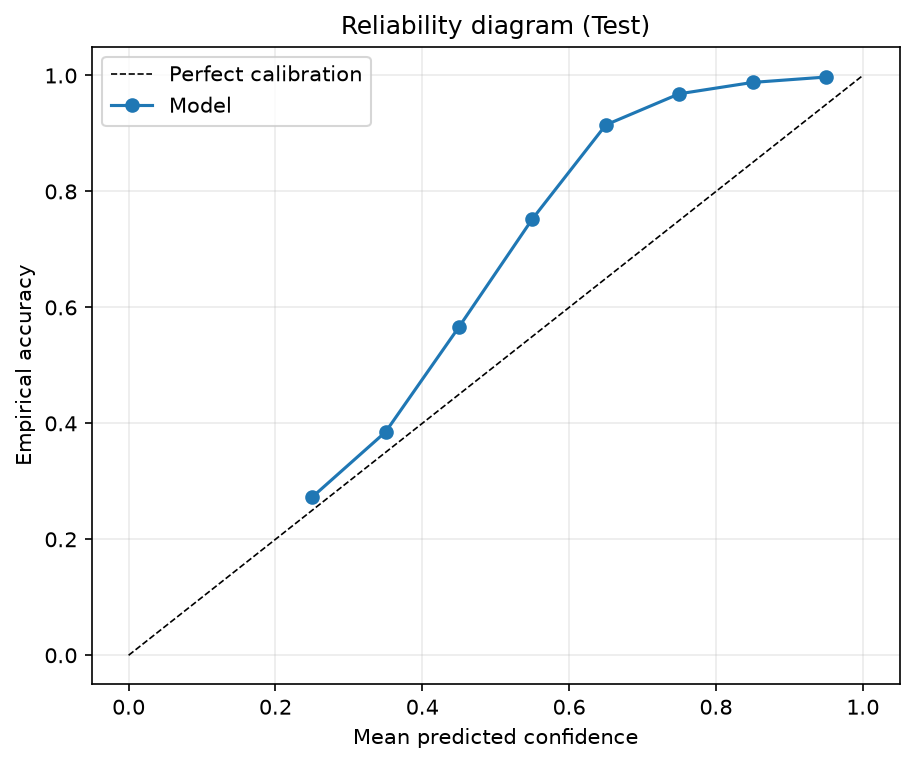 Reliability diagram (Test)
Perfect calibration
Model
1.0
0.8
0.6
0.4
0.2
0.0
Empirical accuracy
0.0 0.2 0.4 0.6 0.8 1.0
Mean predicted confidence